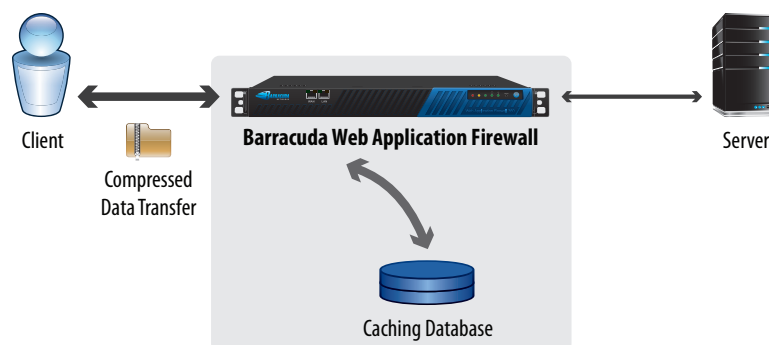 Client
Compressed
Data Transfer
Barracuda Web Application Firewall
Caching Database
Server